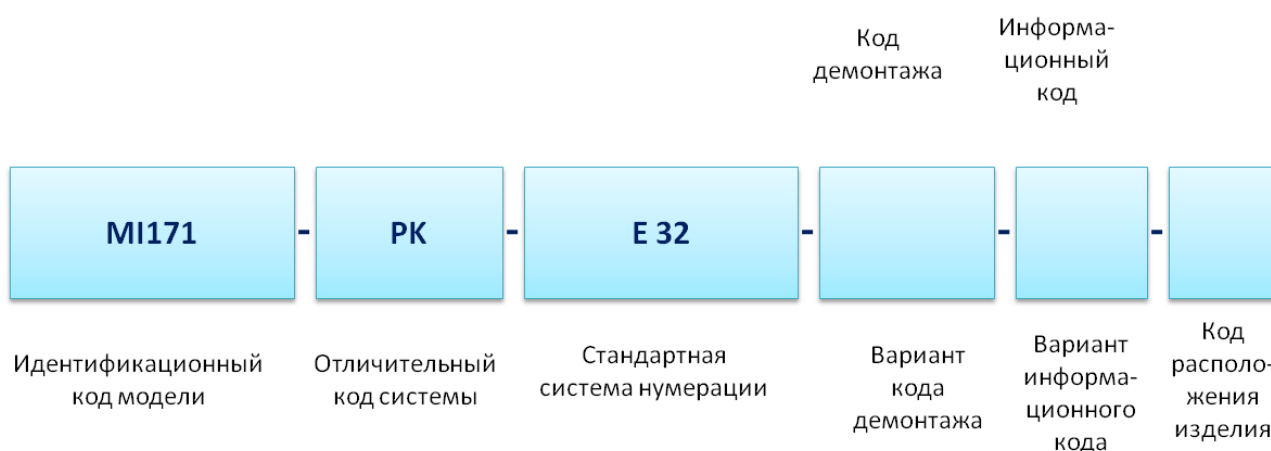 Код
демонтажа
Информа-
ционный
код
MI171
-
PK
-
E 32
-
-
-
Идентификационный
код модели
Отличительный
код системы
Стандартная
система нумерации
Вариант
кода
демонтажа
Вариант
информа-
ционного
кода
Код
располо-
жения
изделия